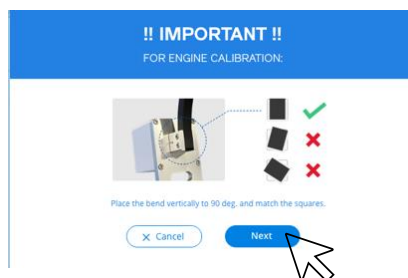 !! IMPORTANT !!
FOR ENGINE CALIBRATION:
Place the bend vertically to 90 deg. and match the squares.
× Cancel
Next